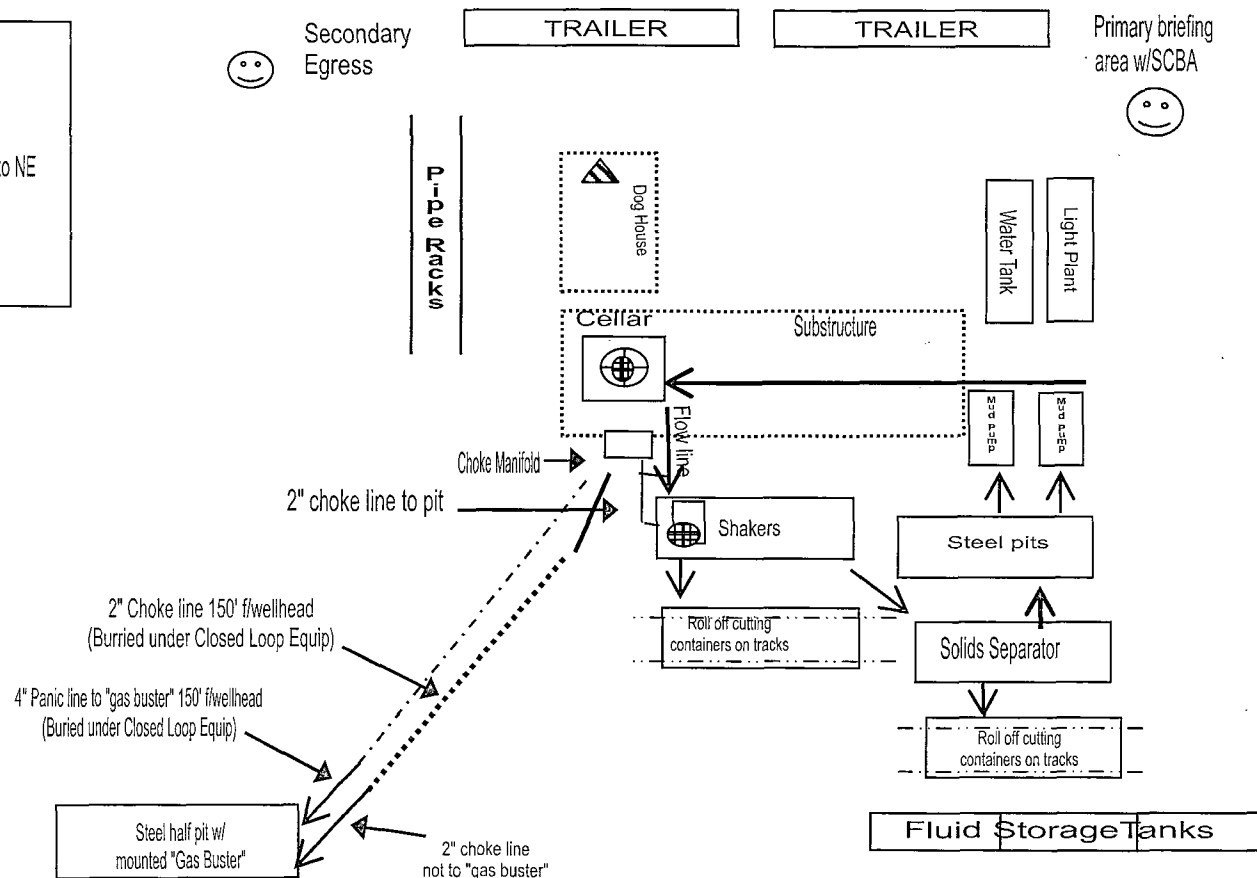 Secondary
Egress
TRAILER
TRAILER
Primary briefing
area w/SCBA
to NE
Pipe Racks
Dog House
Water Tank
Light Plant
Cellar
Substructure
Mud Pump
Mud Pump
Flow line
Choke Manifold
2" choke line to pit
Shakers
Steel pits
2" Choke line 150' f/wellhead
(Burried under Closed Loop Equip)
Roll off cutting
containers on tracks
Solids Separator
4" Panic line to "gas buster" 150' f/wellhead
(Buried under Closed Loop Equip)
Roll off cutting
containers on tracks
Steel half pit w/
mounted "Gas Buster"
2" choke line
not to "gas buster"
Fluid StorageTanks